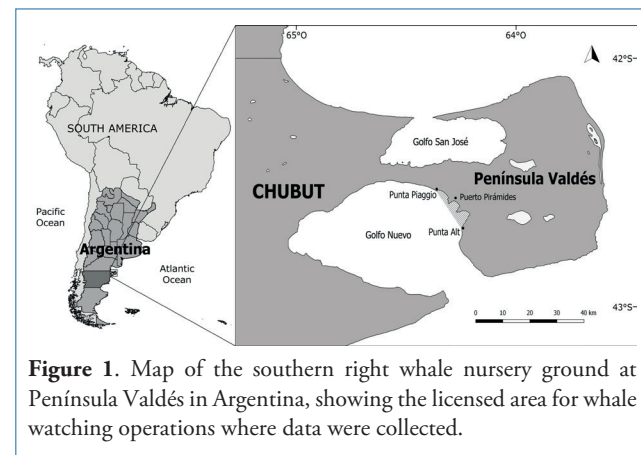 65°O
64°O
42°S
SOUTH AMERICA
Golfo San José
Península Valdés
CHUBUT
Punta Piaggio
Puerto Pirámides
Pacific
Ocean
Golfo Nuevo
Punta Alt
Argentina
Atlantic
Ocean
43°S
0 10 20 30 40 km
Figure 1. Map of the southern right whale nursery ground at
Península Valdés in Argentina, showing the licensed area for whale
watching operations where data were collected.